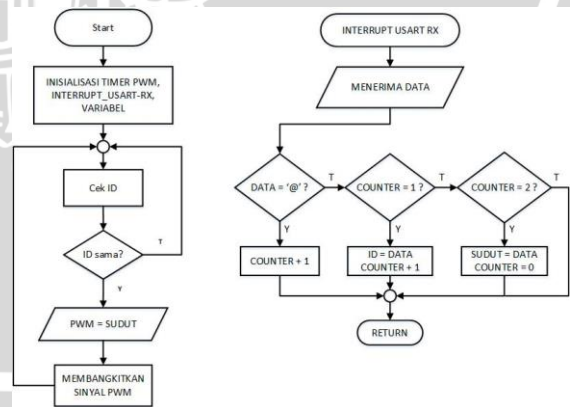 Start
INISIALISASI TIMER PWM,
INTERRUPT_USART-RX,
VARIABEL
Cek ID
ID sama?
T
Y
PWM = SUDUT
MEMBANGKITKAN
SINYAL PWM
INTERRUPT USART RX
MENERIMA DATA
DATA = '@' ?
T
COUNTER = 1 ?
T
COUNTER = 2 ?
T
Y
Y
Y
COUNTER + 1
ID = DATA
COUNTER + 1
SUDUT = DATA
COUNTER = 0
RETURN